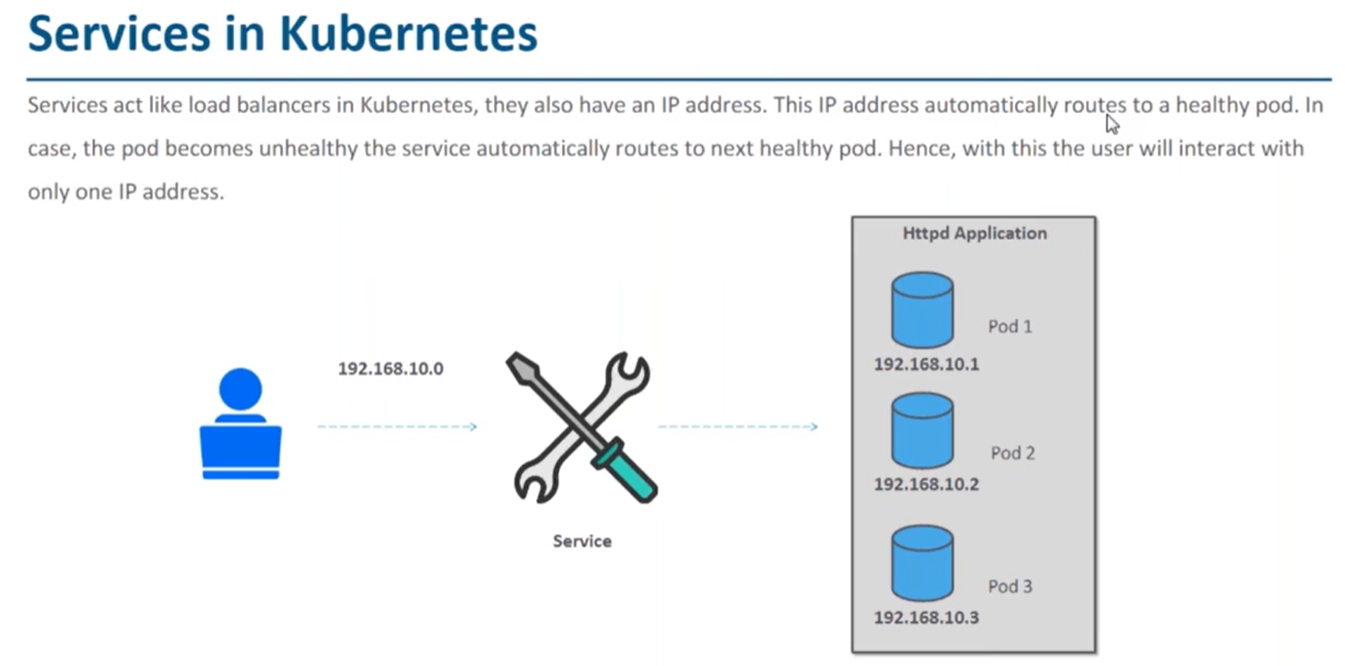 Services in Kubernetes
Services act like load balancers in Kubernetes, they also have an IP address. This IP address automatically routes to a healthy pod. In
case, the pod becomes unhealthy the service automatically routes to next healthy pod. Hence, with this the user will interact with
only one IP address.
Httpd Application
Pod 1
192.168.10.1
192.168.10.0
Pod 2
192.168.10.2
Service
Pod 3
192.168.10.3